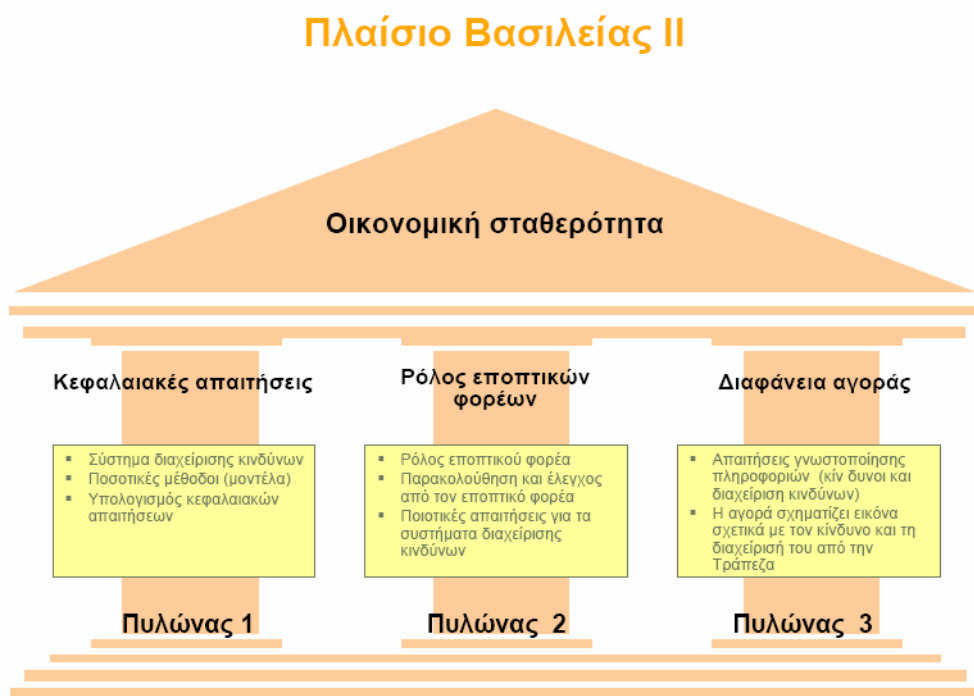 Πλαίσιο Βασιλείας II
Οικονομική σταθερότητα
Κεφαλαιακές απαιτήσεις
▪ Σύστημα διαχείρισης κινδύνων
▪ Ποσοτικές μέθοδοι (μοντέλα)
▪ Υπολογισμός κεφαλαιακών
απαιτήσεων
Πυλώνας 1
Ρόλος εποπτικών
φορέων
▪ Ρόλος εποπτικού φορέα
▪ Παρακολούθηση και έλεγχος
από τον εποπτικό φορέα
▪ Ποιοτικές απαιτήσεις για τα
συστήματα διαχείρισης
κινδύνων
Πυλώνας 2
Διαφάνεια αγοράς
▪ Απαιτήσεις γνωστοποίησης
πληροφοριών (κίν δυνοι και
διαχείριση κινδύνων)
▪ Η αγορά σχηματίζει εικόνα
σχετικά με τον κίνδυνο και τη
διαχείρισή του από την
Τράπεζα
Πυλώνας 3